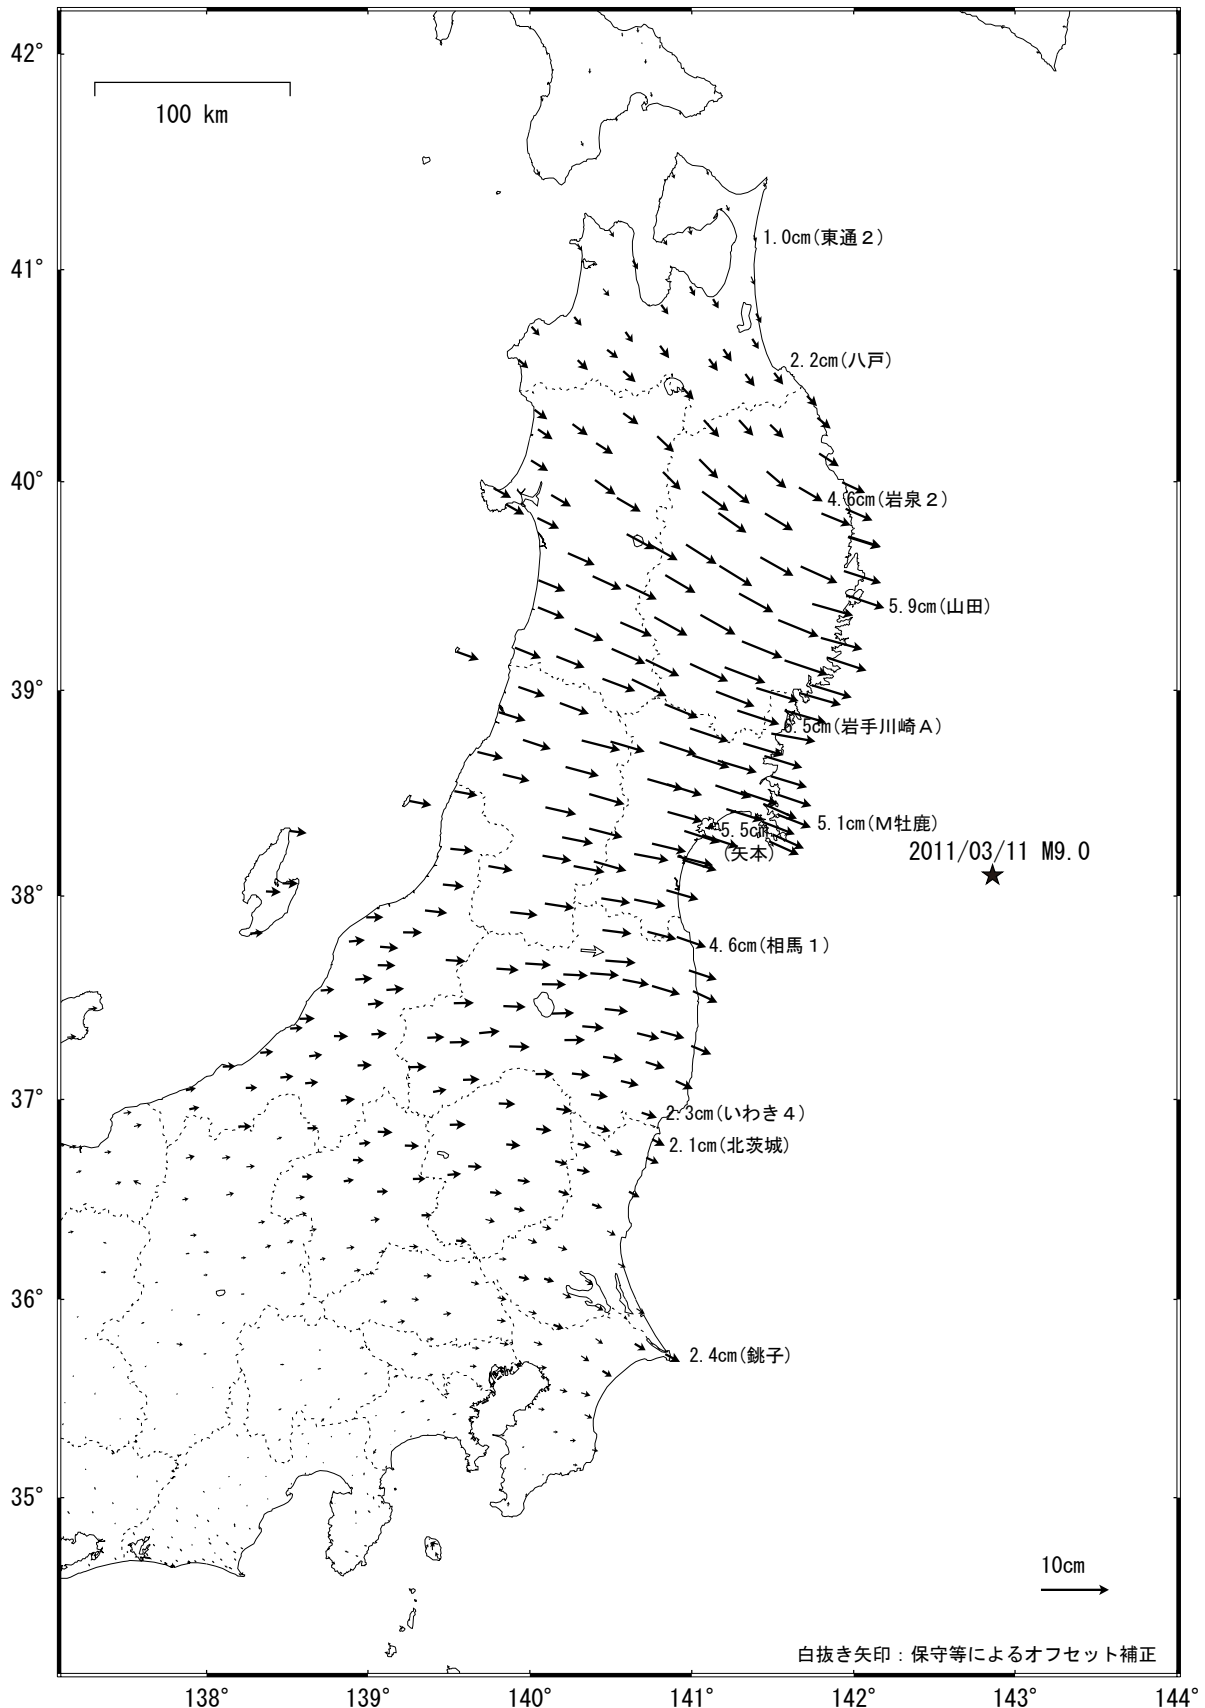 42°
100 km
1.0cm(東通２)
41°
2.2cm(八戸)
40°
4.6cm(岩泉２)
5.9cm(山田)
39°
6.5cm(岩手川崎Ａ)
5.1cm(Ｍ牡鹿)
5.5cm
(矢本)
2011/03/11 M9.0
38°
4.6cm(相馬１)
37°
2.3cm(いわき４)
2.1cm(北茨城)
36°
2.4cm(銚子)
35°
10cm
白抜き矢印：保守等によるオフセット補正
138° 139° 140° 141° 142° 143° 144°